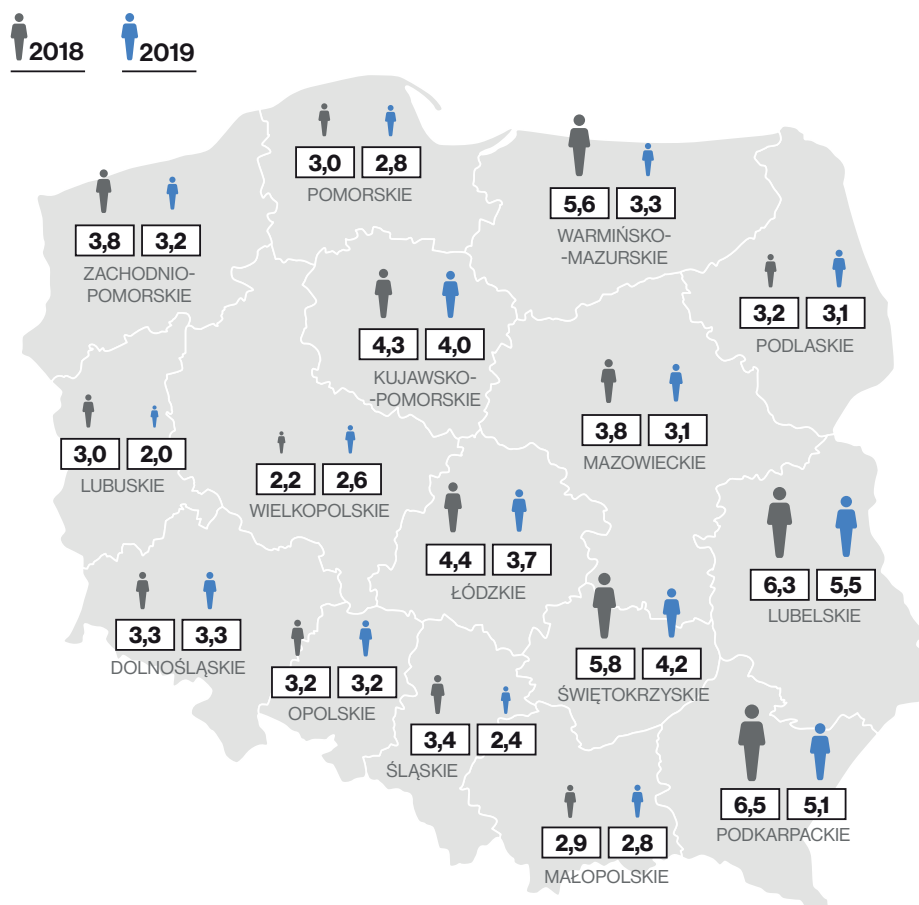 2018 2019
3,0 2,8
POMORSKIE
5,6 3,3
WARMIŃSKO-
-MAZURSKIE
3,8 3,2
ZACHODNIO-
POMORSKIE
3,2 3,1
PODLASKIE
4,3 4,0
KUJAWSKO-
-POMORSKIE
3,8 3,1
MAZOWIECKIE
3,0 2,0
LUBUSKIE
2,2 2,6
WIELKOPOLSKIE
4,4 3,7
ŁÓDZKIE
6,3 5,5
LUBELSKIE
3,3 3,3
DOLNOŚLĄSKIE
3,2 3,2
OPOLSKIE
5,8 4,2
ŚWIĘTOKRZYSKIE
3,4 2,4
ŚLĄSKIE
6,5 5,1
PODKARPACKIE
2,9 2,8
MAŁOPOLSKIE